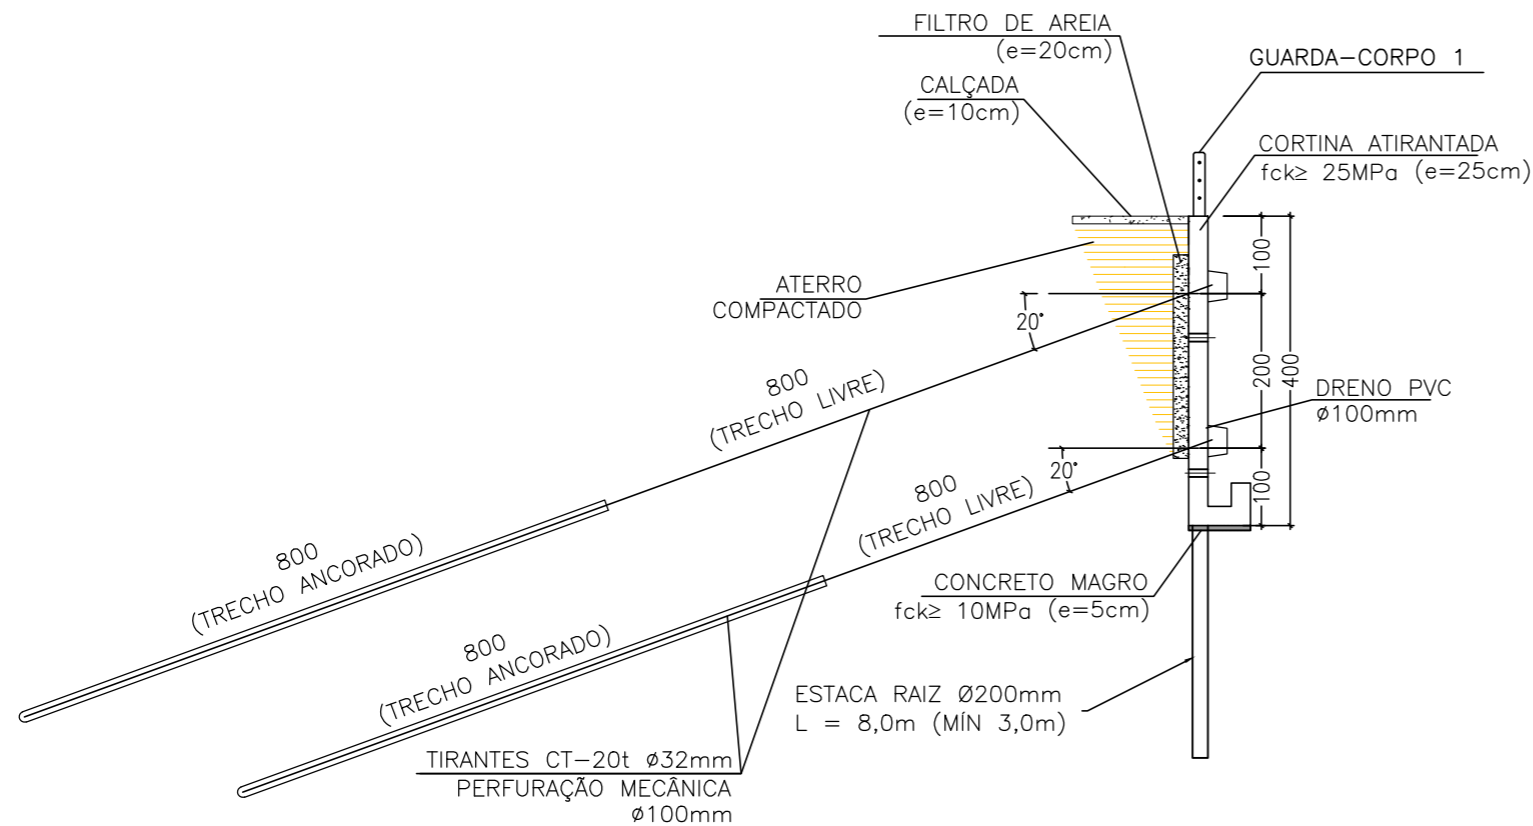 FILTRO DE AREIA
(e=20cm)
GUARDA-CORPO 1
CALÇADA
(e=10cm)
CORTINA ATIRANTADA
fck≥ 25MPa (e=25cm)
100
ATERRO
COMPACTADO
20°
200
400
800
(TRECHO LIVRE)
DRENO PVC
ø100mm
20°
100
800
(TRECHO LIVRE)
800
(TRECHO ANCORADO)
CONCRETO MAGRO
fck≥ 10MPa (e=5cm)
800
(TRECHO ANCORADO)
ESTACA RAIZ Ø200mm
L = 8,0m (MÍN 3,0m)
TIRANTES CT-20t ø32mm
PERFURAÇÃO MECÂNICA
ø100mm